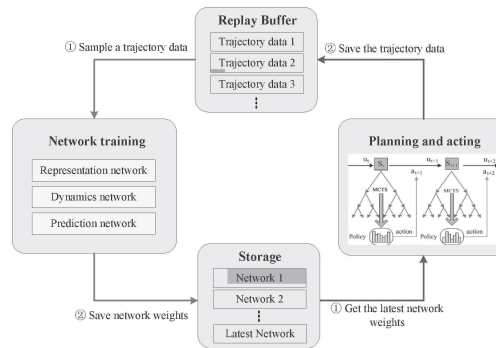 Replay Buffer
Trajectory data 1
Trajectory data 2
Trajectory data 3
① Sample a trajectory data
② Save the trajectory data
Network training
Representation network
Dynamics network
Prediction network
Planning and acting
MCTS
MCTS
Policy
action
Policy
action
Storage
Network 1
Network 2
Latest Network
② Save network weights
① Get the latest network
weights